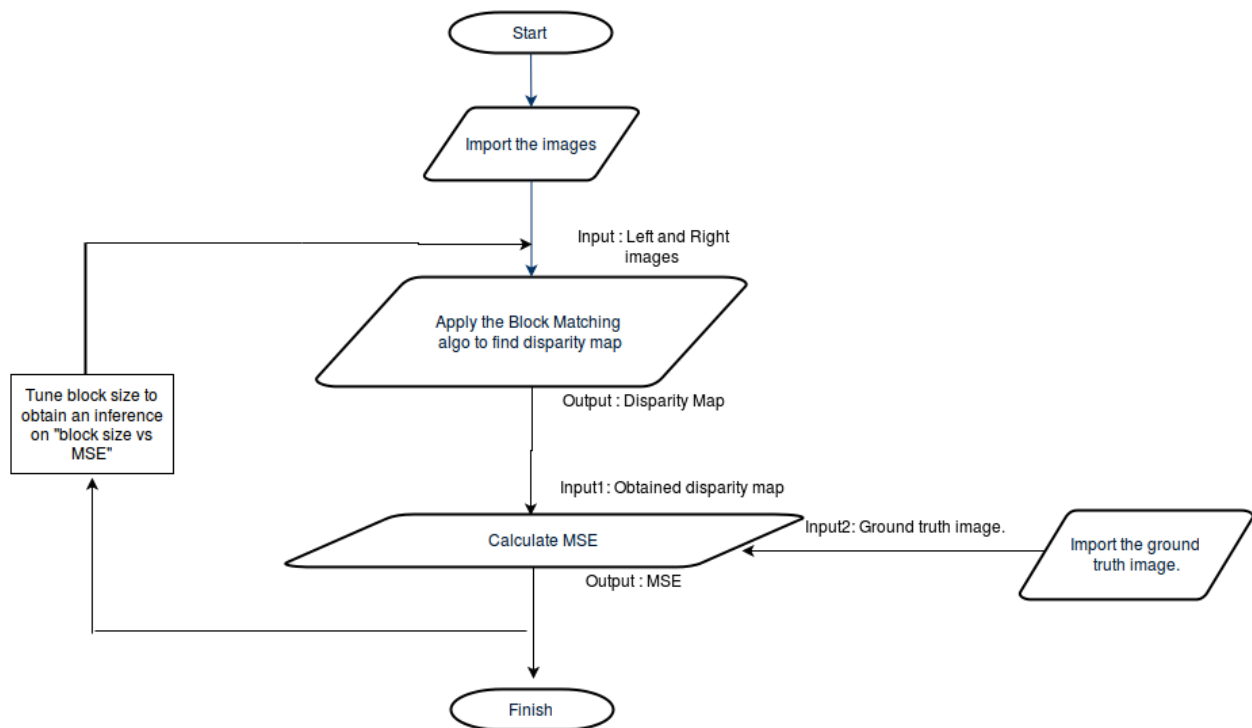 Start
Import the images
Input : Left and Right
images
Apply the Block Matching
algo to find disparity map
Output : Disparity Map
Tune block size to
obtain an inference
on "block size vs
MSE"
Input1: Obtained disparity map
Calculate MSE
Input2: Ground truth image.
Import the ground
truth image.
Output : MSE
Finish